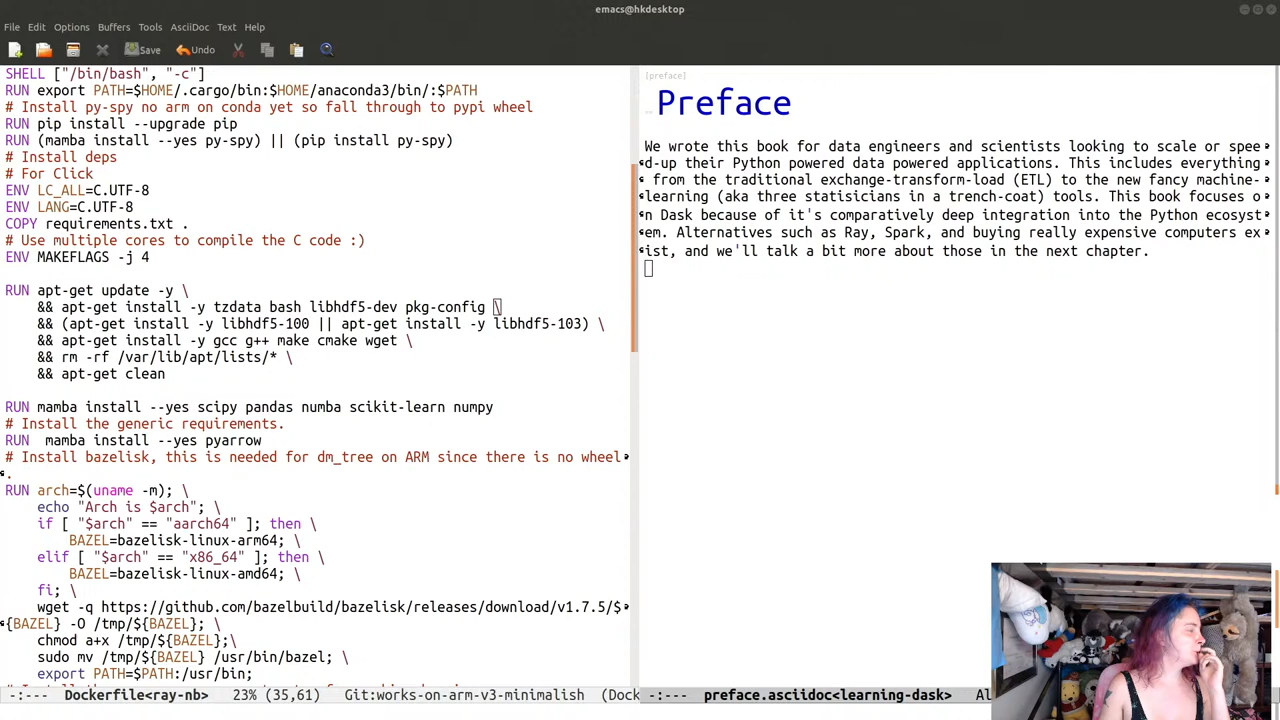 emacs@hkdesktop
File Edit Options Buffers Tools AsciiDoc Text Help
Save Undo
SHELL ["/bin/bash", "-c"]
RUN export PATH=$HOME/.cargo/bin:$HOME/anaconda3/bin/:$PATH
# Install py-spy no arm on conda yet so fall through to pypi wheel
RUN pip install --upgrade pip
RUN (mamba install --yes py-spy) || (pip install py-spy)
# Install deps
# For Click
ENV LC_ALL=C.UTF-8
ENV LANG=C.UTF-8
COPY requirements.txt .
# Use multiple cores to compile the C code :)
ENV MAKEFLAGS -j 4
RUN apt-get update -y \
&& apt-get install -y tzdata bash libhdf5-dev pkg-config \
&& (apt-get install -y libhdf5-100 || apt-get install -y libhdf5-103) \
&& apt-get install -y gcc g++ make cmake wget \
&& rm -rf /var/lib/apt/lists/* \
&& apt-get clean
RUN mamba install --yes scipy pandas numba scikit-learn numpy
# Install the generic requirements.
RUN  mamba install --yes pyarrow
# Install bazelisk, this is needed for dm_tree on ARM since there is no wheel
.
RUN arch=$(uname -m); \
echo "Arch is $arch"; \
if [ "$arch" == "aarch64" ]; then \
BAZEL=bazelisk-linux-arm64; \
elif [ "$arch" == "x86_64" ]; then \
BAZEL=bazelisk-linux-amd64; \
fi; \
wget -q https://github.com/bazelbuild/bazelisk/releases/download/v1.7.5/$
{BAZEL} -O /tmp/${BAZEL}; \
chmod a+x /tmp/${BAZEL};\
sudo mv /tmp/${BAZEL} /usr/bin/bazel; \
export PATH=$PATH:/usr/bin;
-:--- Dockerfile<ray-nb> 23% (35,61) Git:works-on-arm-v3-minimalish (Dock
[preface]
== Preface
We wrote this book for data engineers and scientists looking to scale or spee
d-up their Python powered data powered applications. This includes everything
from the traditional exchange-transform-load (ETL) to the new fancy machine-
learning (aka three statisicians in a trench-coat) tools. This book focuses o
n Dask because of it's comparatively deep integration into the Python ecosyst
em. Alternatives such as Ray, Spark, and buying really expensive computers ex
ist, and we'll talk a bit more about those in the next chapter.
-:--- preface.asciidoc<learning-dask> Al